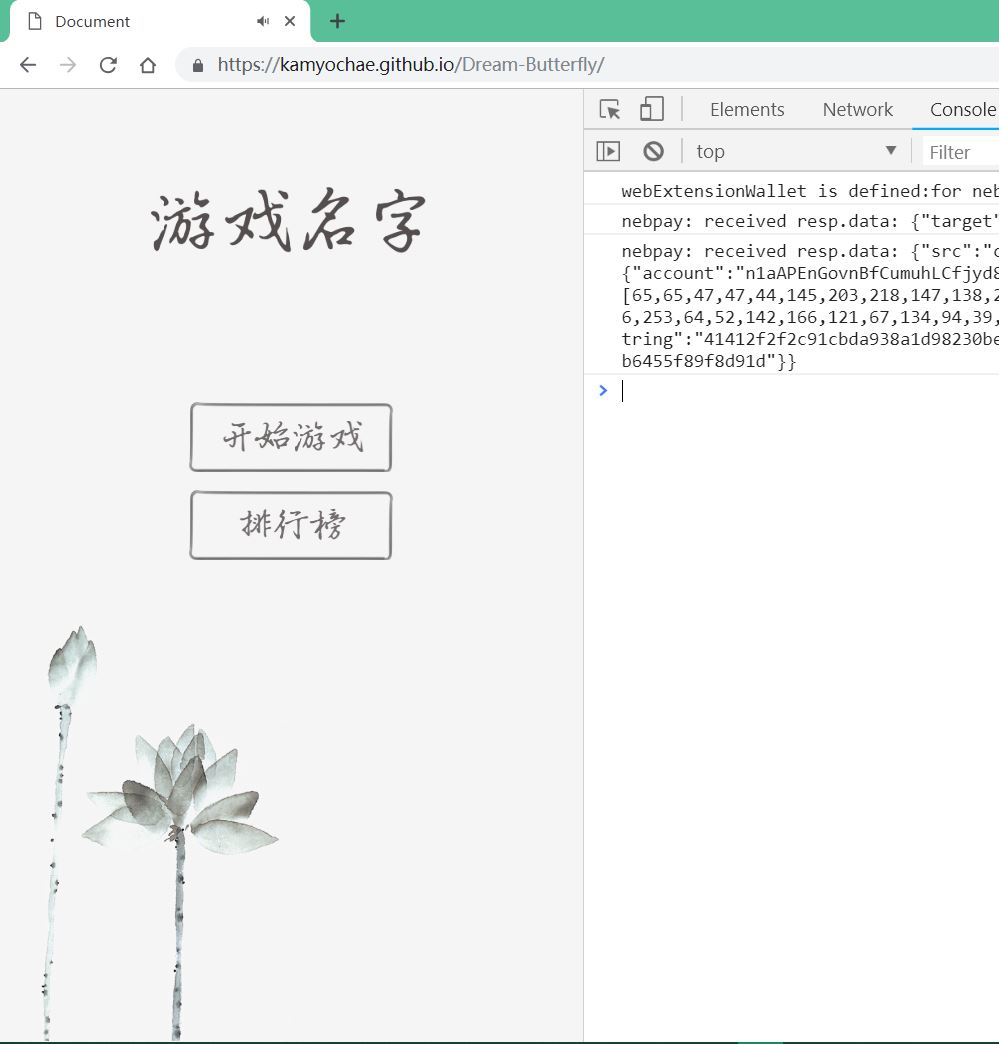 Document
https://kamyochae.github.io/Dream-Butterfly/
Elements Network Console
top Filter
游戏名字
开始游戏
排行榜
webExtensionWallet is defined:for neb
nebpay: received resp.data: {"target"
nebpay: received resp.data: {"src":"c
{"account":"n1aAPEnGovnBfCumuhLCfjyd8
[65,65,47,47,44,145,203,218,147,138,2
6,253,64,52,142,166,121,67,134,94,39,
tring":"41412f2f2c91cbda938a1d98230be
b6455f89f8d91d"}}